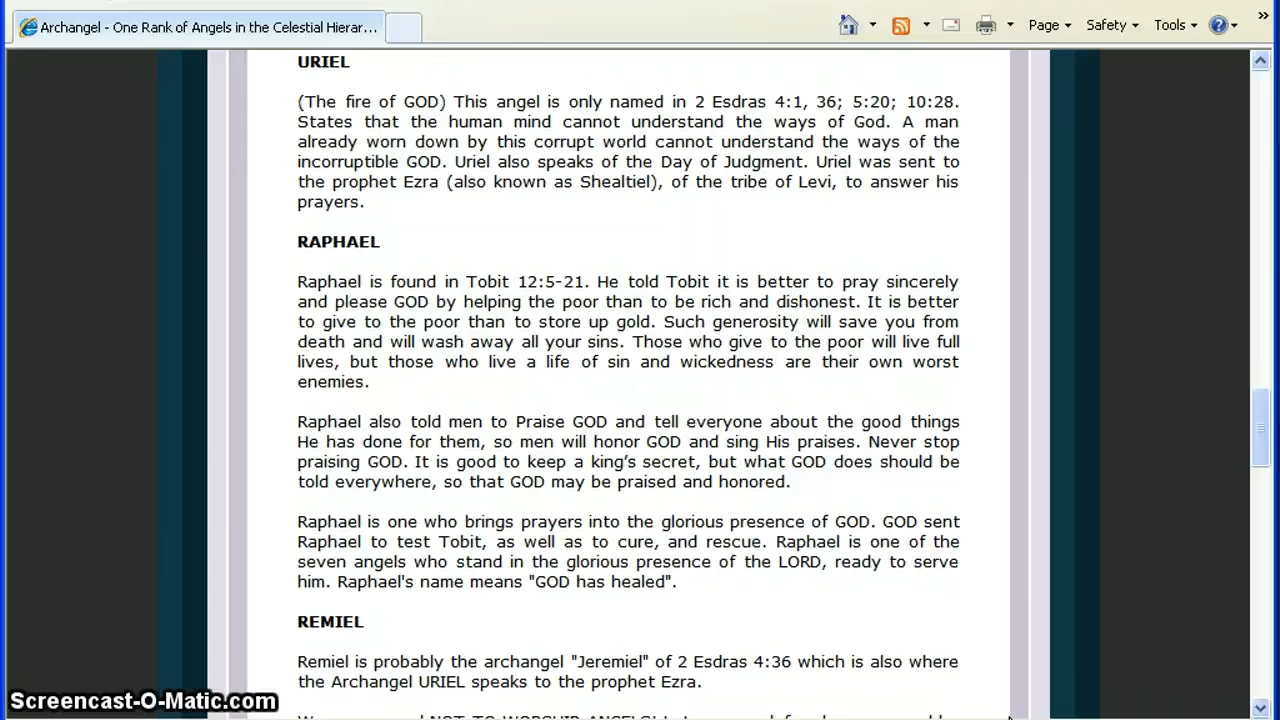 Archangel - One Rank of Angels in the Celestial Hierar...
Page
Safety
Tools
URIEL
(The fire of GOD) This angel is only named in 2 Esdras 4:1, 36; 5:20; 10:28.
States that the human mind cannot understand the ways of God. A man
already worn down by this corrupt world cannot understand the ways of the
incorruptible GOD. Uriel also speaks of the Day of Judgment. Uriel was sent to
the prophet Ezra (also known as Shealtiel), of the tribe of Levi, to answer his
prayers.
RAPHAEL
Raphael is found in Tobit 12:5-21. He told Tobit it is better to pray sincerely
and please GOD by helping the poor than to be rich and dishonest. It is better
to give to the poor than to store up gold. Such generosity will save you from
death and will wash away all your sins. Those who give to the poor will live full
lives, but those who live a life of sin and wickedness are their own worst
enemies.
Raphael also told men to Praise GOD and tell everyone about the good things
He has done for them, so men will honor GOD and sing His praises. Never stop
praising GOD. It is good to keep a king's secret, but what GOD does should be
told everywhere, so that GOD may be praised and honored.
Raphael is one who brings prayers into the glorious presence of GOD. GOD sent
Raphael to test Tobit, as well as to cure, and rescue. Raphael is one of the
seven angels who stand in the glorious presence of the LORD, ready to serve
him. Raphael's name means "GOD has healed".
REMIEL
Remiel is probably the archangel "Jeremiel" of 2 Esdras 4:36 which is also where
the Archangel URIEL speaks to the prophet Ezra.
NOT TO WORSHIP ANGELS!
Screencast-O-Matic.com